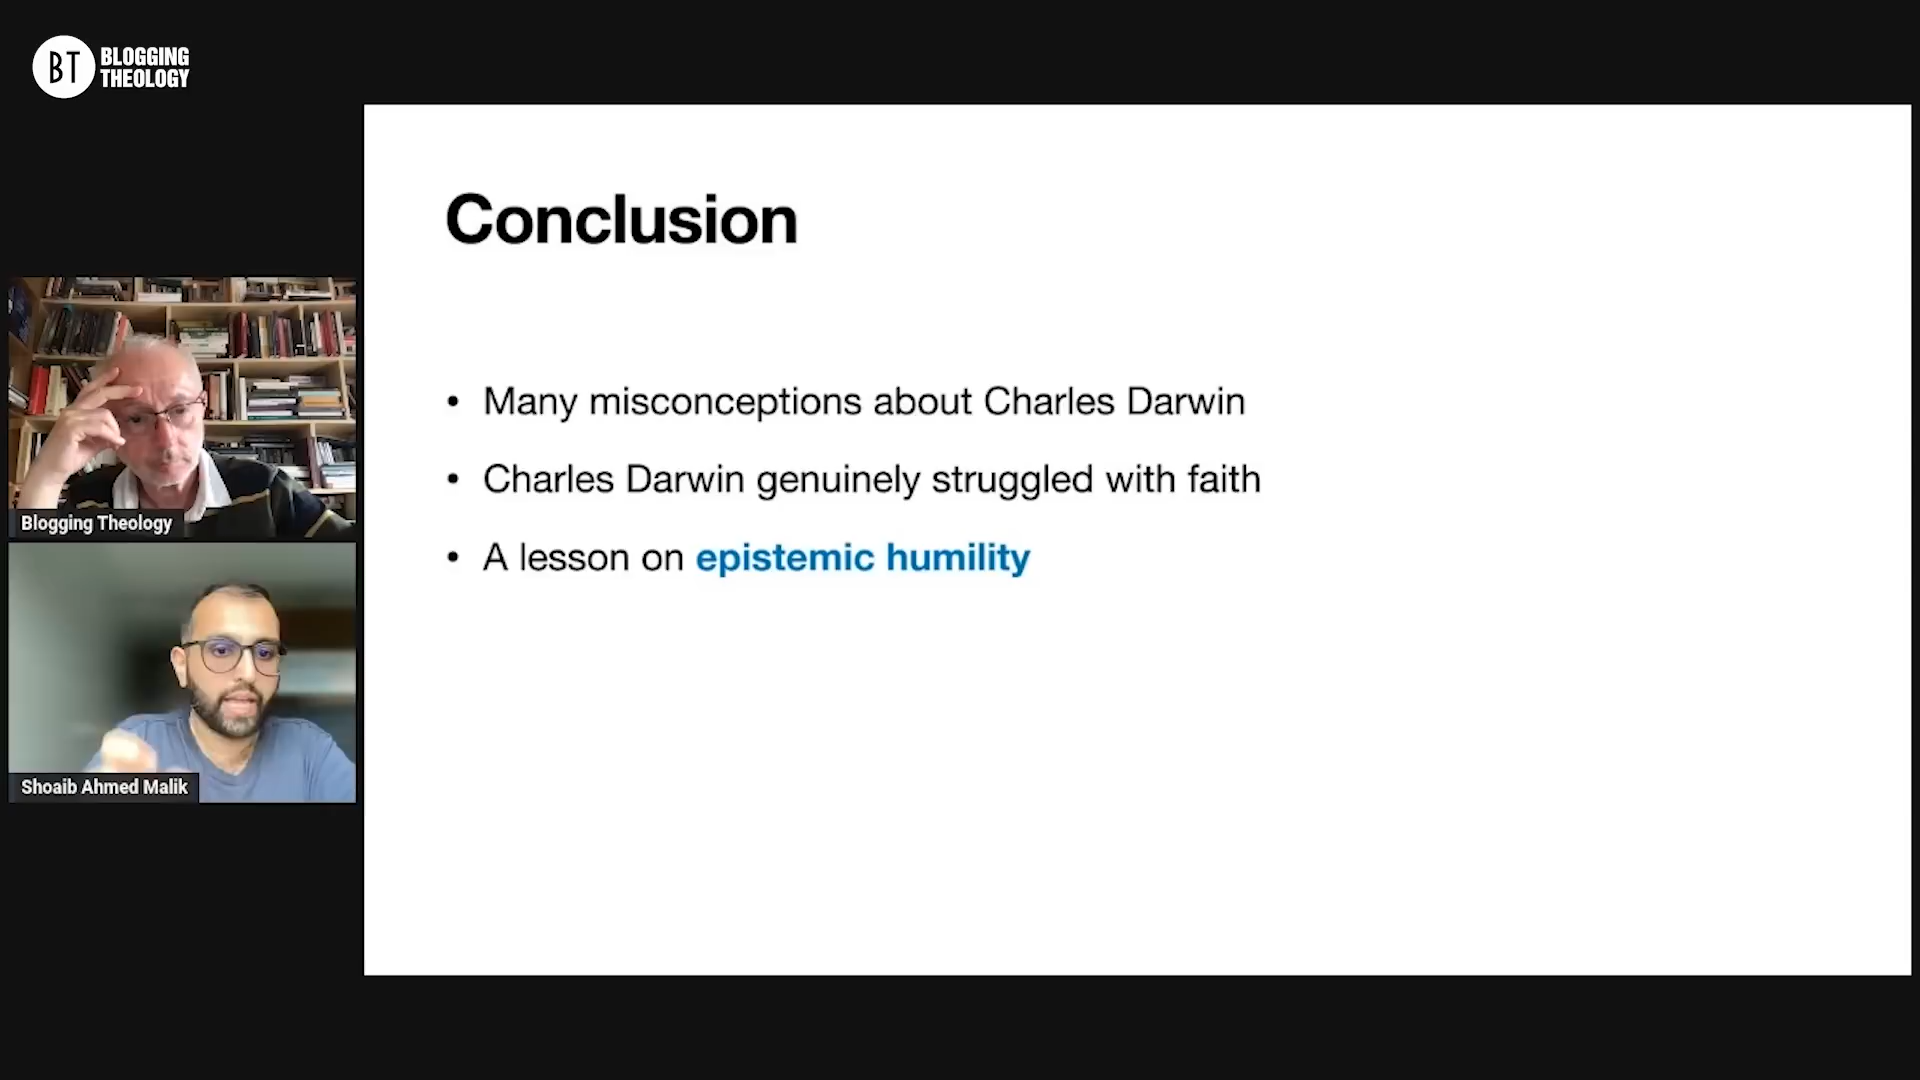 BT BLOGGING
THEOLOGY
Conclusion
• Many misconceptions about Charles Darwin
• Charles Darwin genuinely struggled with faith
• A lesson on epistemic humility
Blogging Theology
Shoaib Ahmed Malik